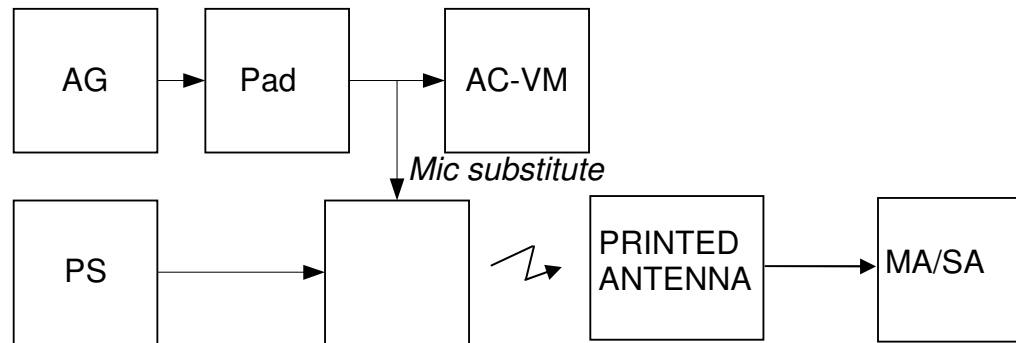 AG
Pad
AC-VM
Mic substitute
PS
PRINTED
ANTENNA
MA/SA